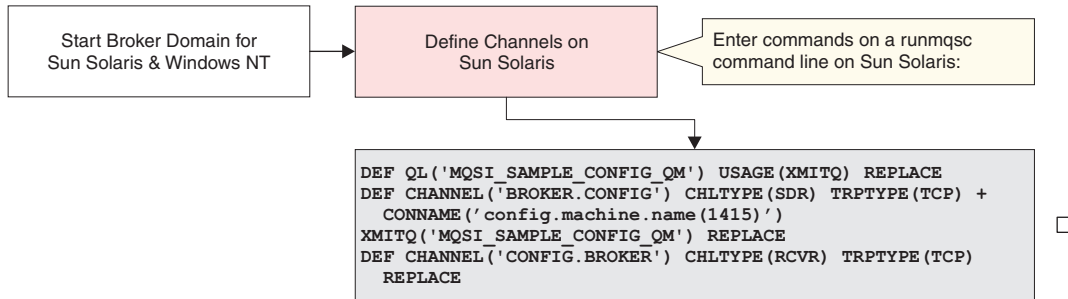 Start Broker Domain for
Sun Solaris & Windows NT
Define Channels on
Sun Solaris
Enter commands on a runmqsc
command line on Sun Solaris:
DEF QL('MQSI_SAMPLE_CONFIG_QM') USAGE(XMITQ) REPLACE
DEF CHANNEL('BROKER.CONFIG') CHLTYPE(SDR) TRPTYPE(TCP) +
CONNAME(’config.machine.name(1415)’)
XMITQ('MQSI_SAMPLE_CONFIG_QM') REPLACE
DEF CHANNEL('CONFIG.BROKER') CHLTYPE(RCVR) TRPTYPE(TCP)
REPLACE